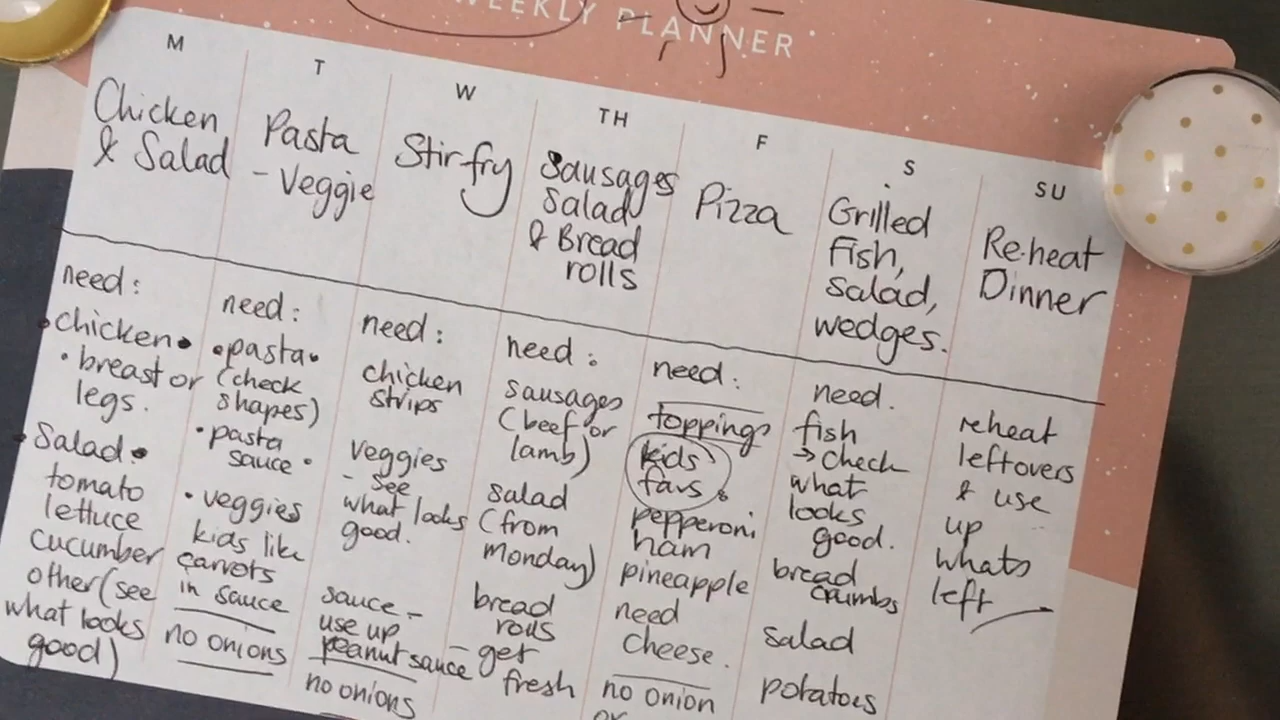 WEEKLY PLANNER
M
Chicken
& Salad
need:
chicken
• breast or
legs.
Salad
tomato
lettuce
cucumber
other (see
what looks
good)
T
Pasta
- Veggie
need:
• pasta
(check
shapes)
• pasta
sauce
• veggies
kids like
carrots
in sauce
no onions
W
Stirfry
need:
chicken
strips
veggies
- see
what looks
good.
sauce -
use up
peanut sauce
no onions
TH
Sausages
Salad
& Bread
rolls
need:
sausages
(beef or
lamb)
salad
(from
monday)
bread
rolls
- get
fresh
F
Pizza
need:
toppings
kids
favs.
pepperoni
ham
pineapple
need
cheese.
no onion
or
S
Grilled
Fish,
salad,
wedges.
need.
fish
→ check
what
looks
good.
bread
crumbs
salad
potatoes
SU
Re-heat
Dinner
reheat
leftovers
& use
up
whats
left